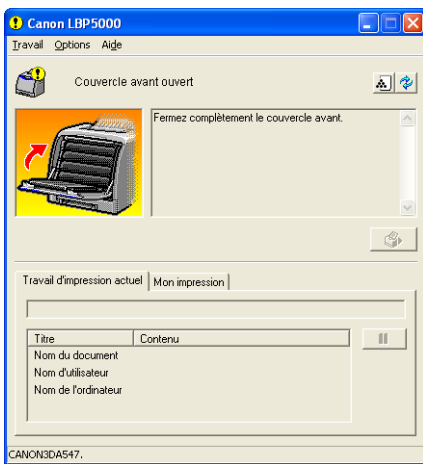 Canon LBP5000
Travail Options Aide
Couvercle avant ouvert
Fermez complètement le couvercle avant.
Travail d'impression actuel Mon impression
Titre Contenu
Nom du document
Nom d'utilisateur
Nom de l'ordinateur
CANON3DA547.